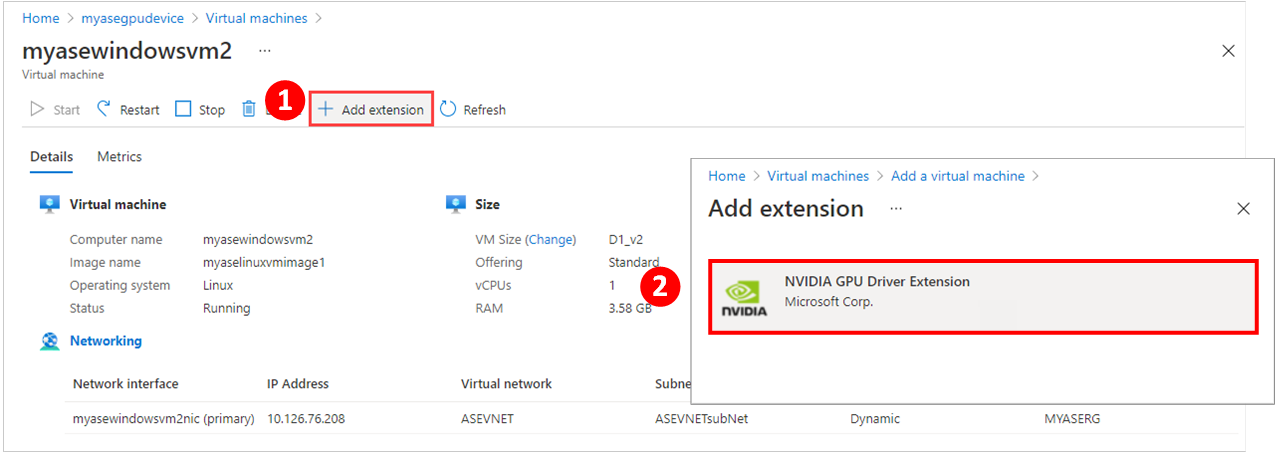 Home > myasegpudevice > Virtual machines >
myasewindowsvm2 ...
Virtual machine
Start Restart Stop 1 Add extension Refresh
Details Metrics
Virtual machine
Computer name myasewindowsvm2
Image name myaselinuxvmimage1
Operating system Linux
Status Running
Size
VM Size (Change) D1_v2
Offering Standard
vCPUs 1
RAM 3.58 GB
Networking
Network interface IP Address Virtual network Subne
myasewindowsvm2nic (primary) 10.126.76.208 ASEVNET ASEVNETsubNet Dynamic MYASERG
2
Home > Virtual machines > Add a virtual machine >
Add extension ...
NVIDIA
NVIDIA GPU Driver Extension
Microsoft Corp.